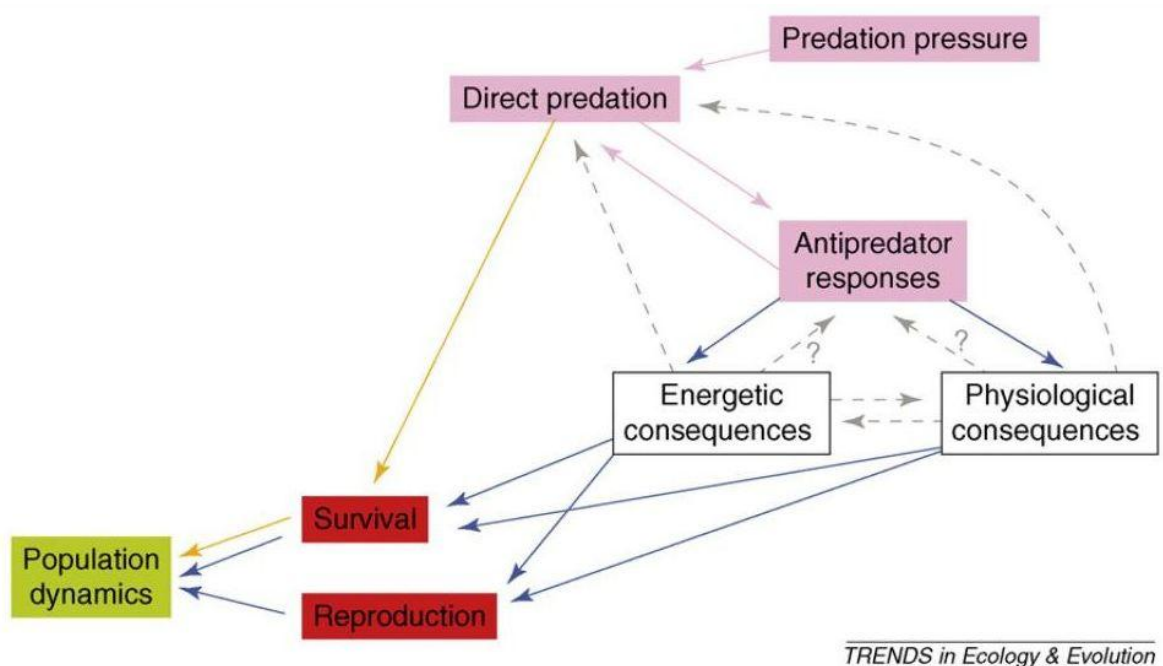 Predation pressure
Direct predation
Antipredator
responses
?
?
Energetic
consequences
Physiological
consequences
Survival
Population
dynamics
Reproduction
TRENDS in Ecology & Evolution